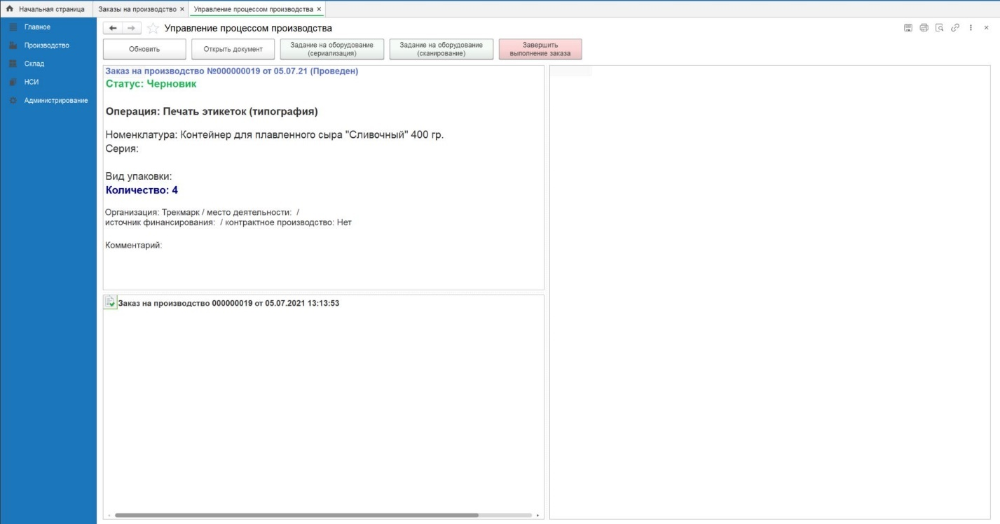 Начальная страница
Заказы на производство ×
Управление процессом производства ×
Главное
Производство
Склад
НСИ
Администрирование
Управление процессом производства
Обновить
Открыть документ
Задание на оборудование
(сериализация)
Задание на оборудование
(сканирование)
Завершить
выполнение заказа
Заказ на производство №000000019 от 05.07.21 (Проведен)
Статус: Черновик
Операция: Печать этикеток (типография)
Номенклатура: Контейнер для плавленного сыра "Сливочный" 400 гр.
Серия:
Вид упаковки:
Количество: 4
Организация: Трекмарк / место деятельности: /
источник финансирования: / контрактное производство: Нет
Комментарий:
Заказ на производство 000000019 от 05.07.2021 13:13:53